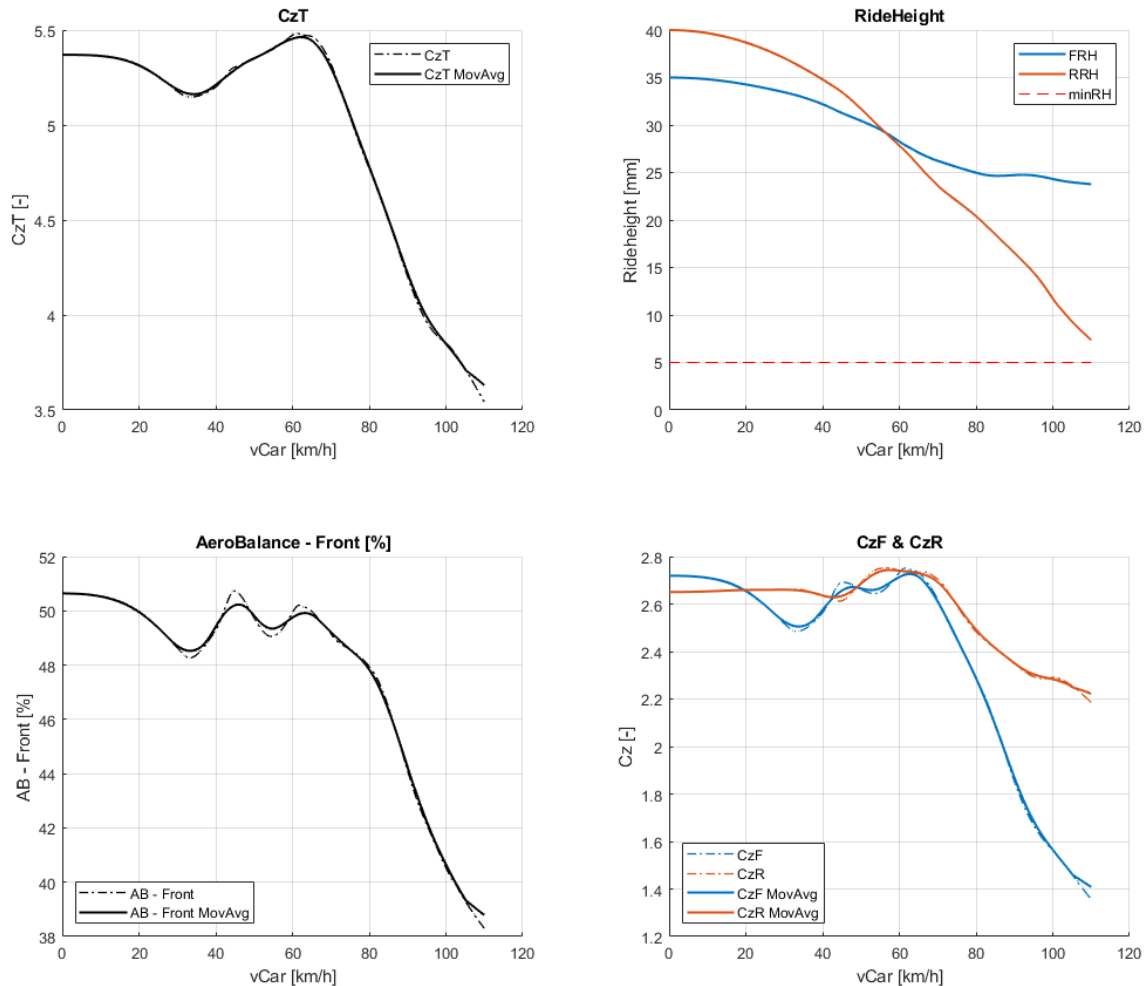 CzT
5.5
5
4.5
4
3.5
CzT [-]
CzT
CzT MovAvg
0 20 40 60 80 100 120
vCar [km/h]
RideHeight
40
35
30
25
20
15
10
5
0
Rideheight [mm]
FRH
RRH
minRH
0 20 40 60 80 100 120
vCar [km/h]
AeroBalance - Front [%]
52
50
48
46
44
42
40
38
AB - Front [%]
AB - Front
AB - Front MovAvg
0 20 40 60 80 100 120
vCar [km/h]
CzF & CzR
2.8
2.6
2.4
2.2
2
1.8
1.6
1.4
1.2
Cz [-]
CzF
CzR
CzF MovAvg
CzR MovAvg
0 20 40 60 80 100 120
vCar [km/h]